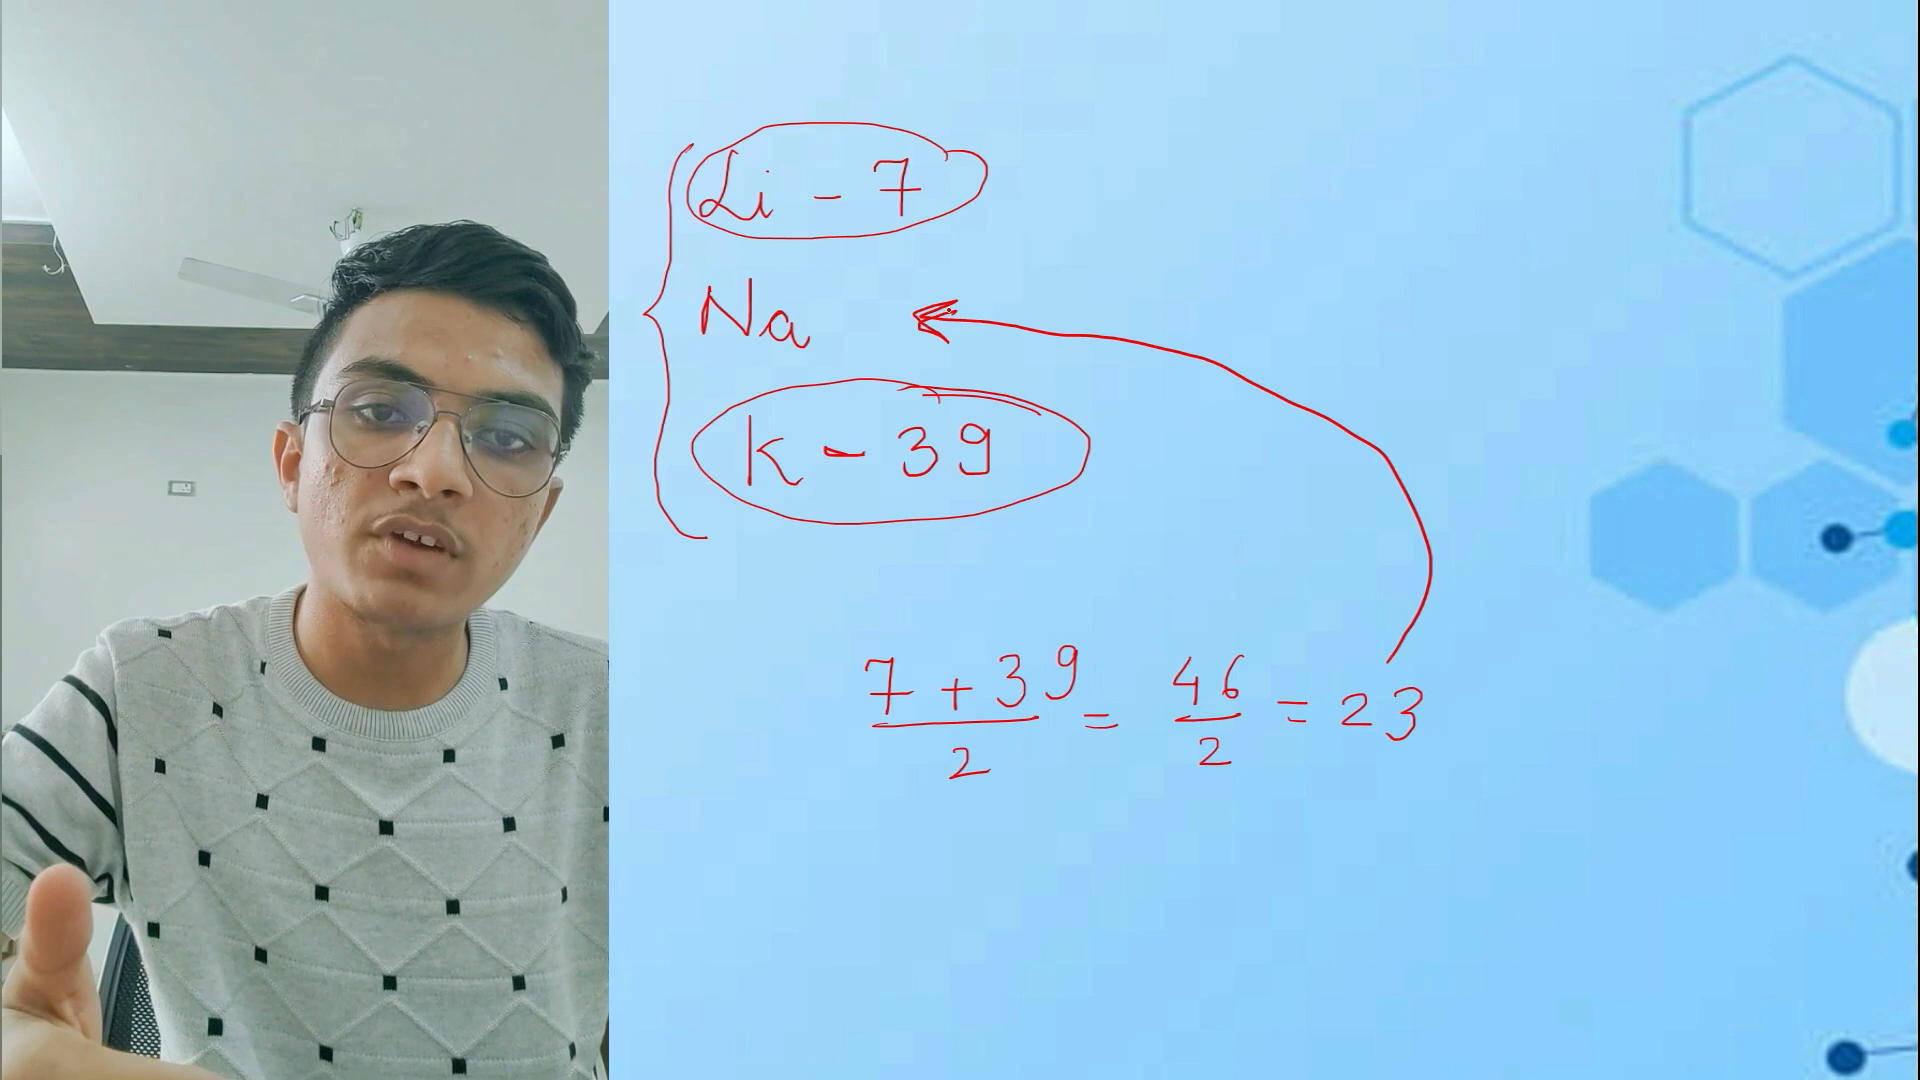 Li - 7
Na
K - 39
7 + 39 / 2 = 46 / 2 = 23